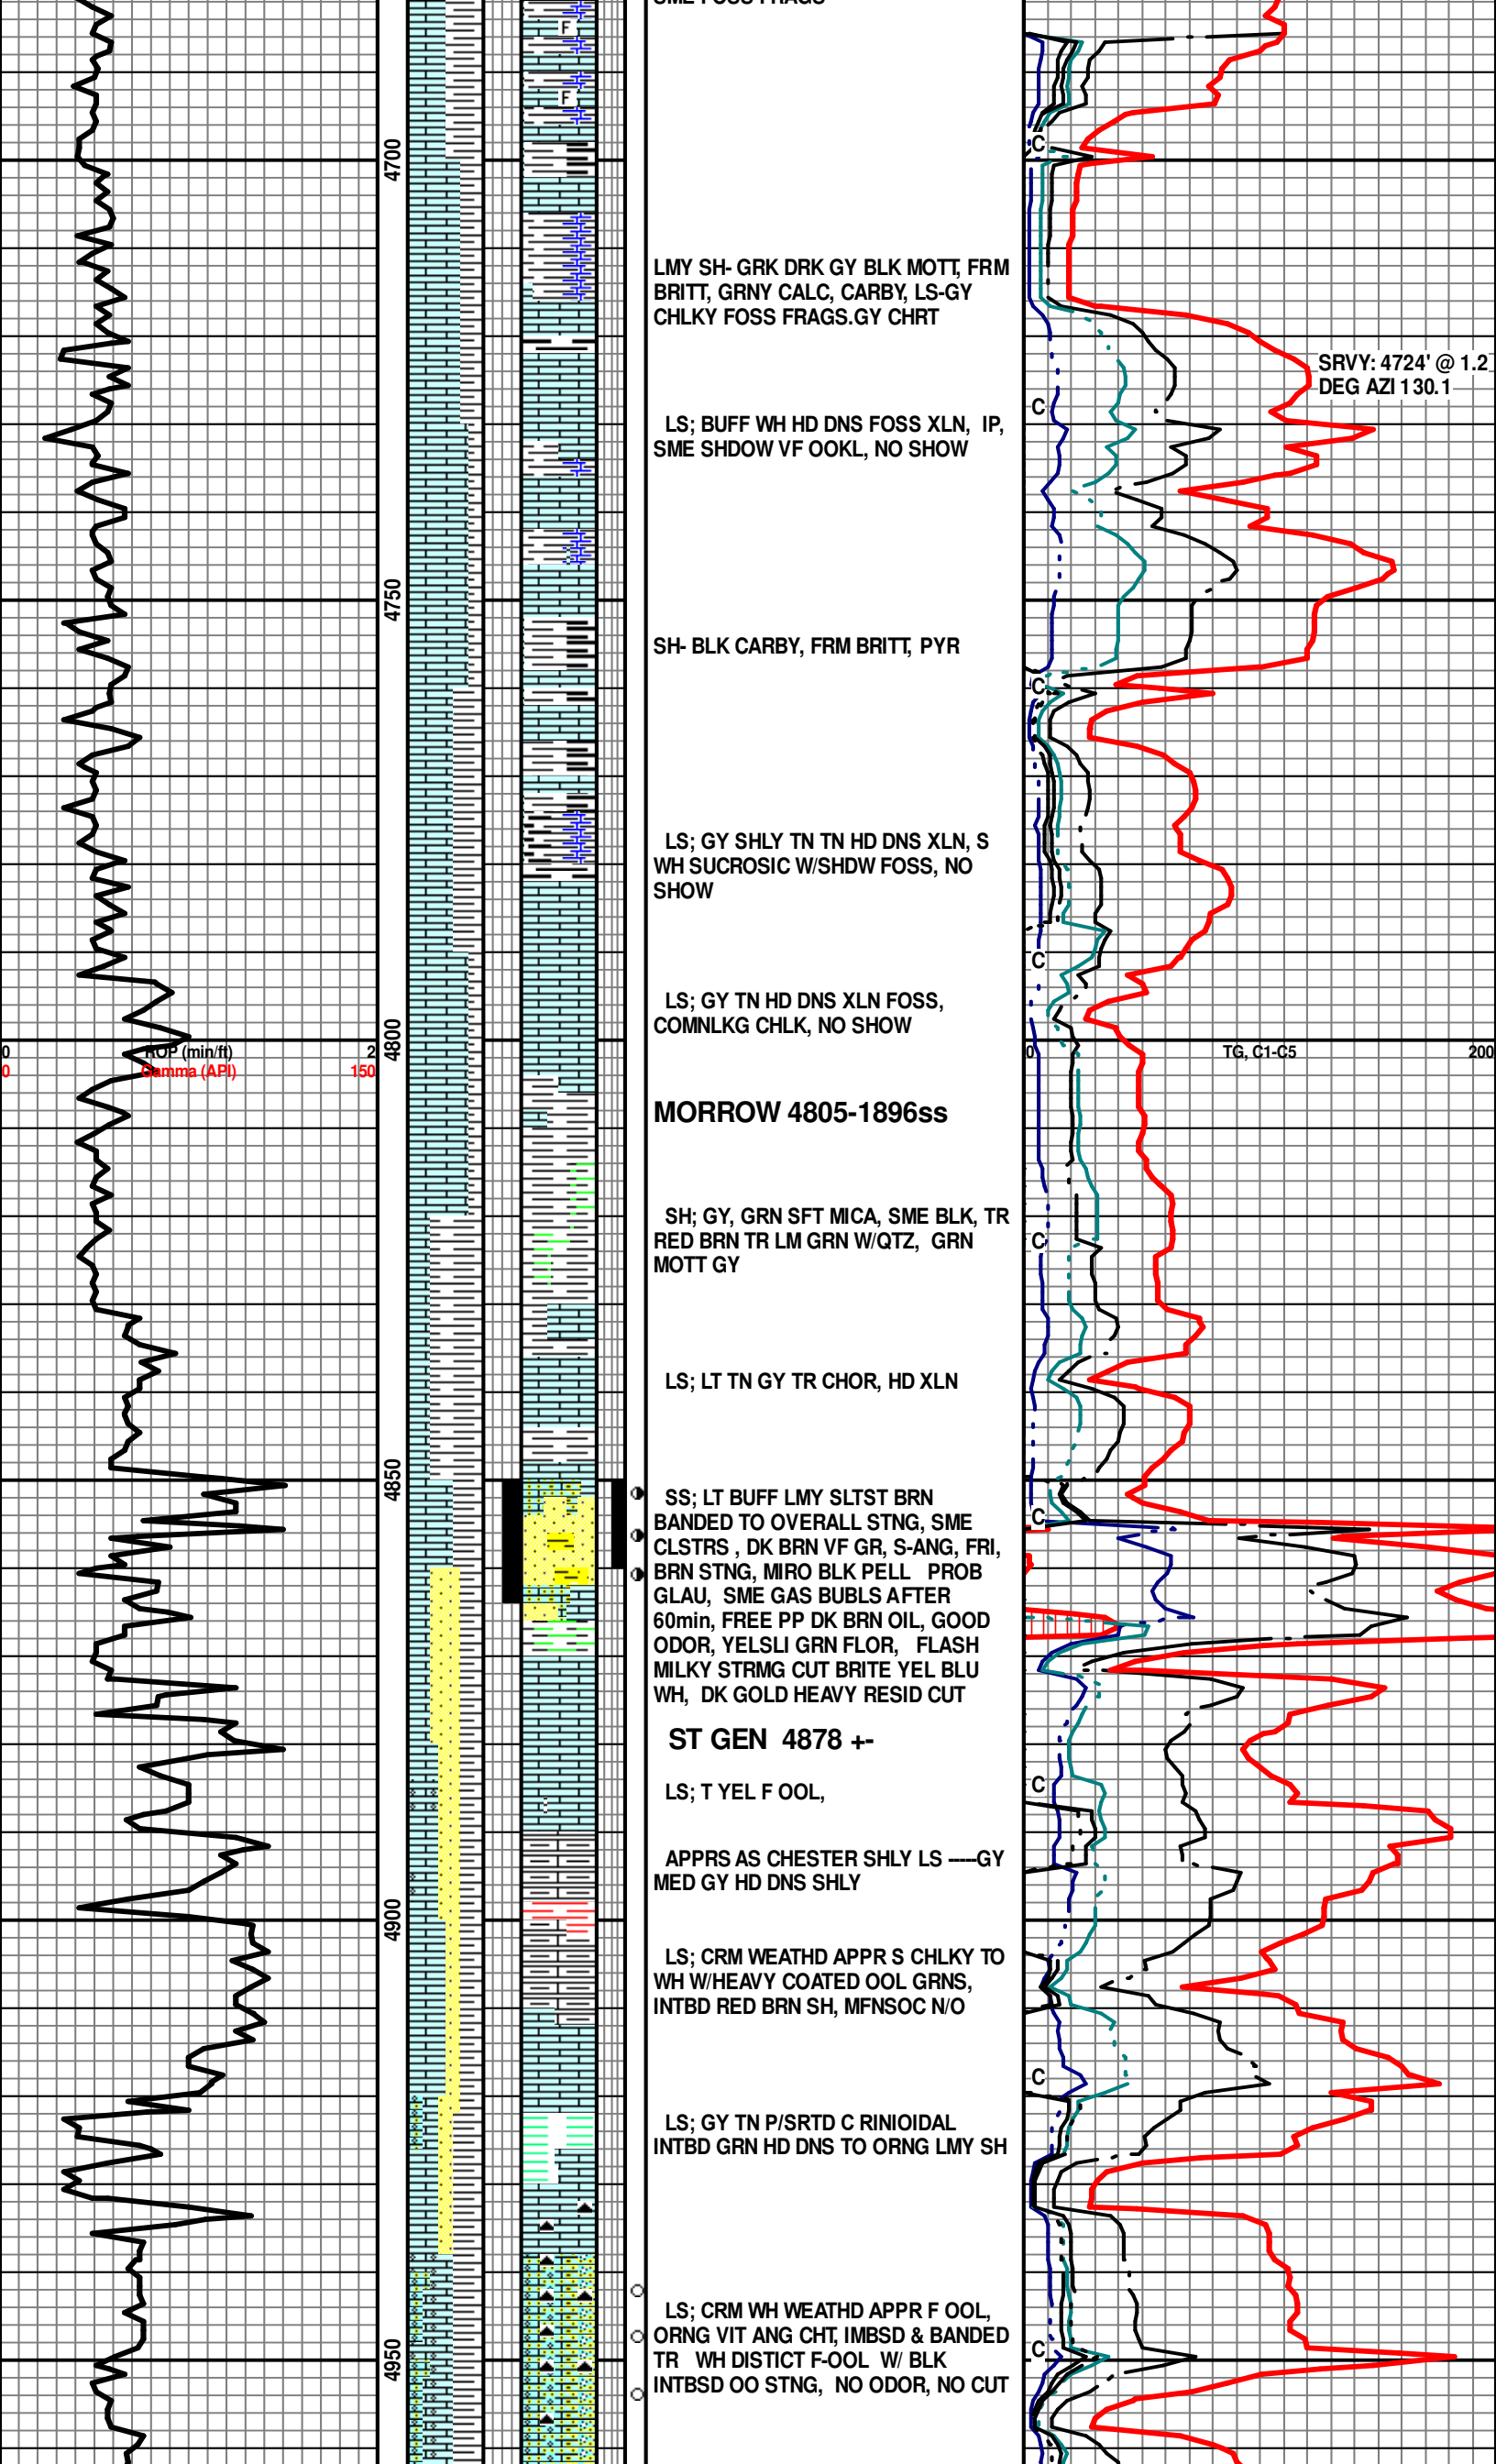 SME FOSS FRAGS
F
F
C
4700
LMY SH- GRK DRK GY BLK MOTT, FRM
BRITT, GRNY CALC, CARBY, LS-GY
CHLKY FOSS FRAGS.GY CHRT
SRVY: 4724' @ 1.2
DEG AZI 130.1
C
LS; BUFF WH HD DNS FOSS XLN, IP,
SME SHDOW VF OOKL, NO SHOW
4750
SH- BLK CARBY, FRM BRITT, PYR
C
LS; GY SHLY TN TN HD DNS XLN, S
WH SUCROSIC W/SHDW FOSS, NO
SHOW
C
LS; GY TN HD DNS XLN FOSS,
COMNLKG CHLK, NO SHOW
4800
0 ROP (min/ft) 2
0 Gamma (API) 150
0 TG, C1-C5 200
MORROW 4805-1896ss
SH; GY, GRN SFT MICA, SME BLK, TR
RED BRN TR LM GRN W/QTZ, GRN
MOTT GY
C
LS; LT TN GY TR CHOR, HD XLN
4850
SS; LT BUFF LMY SLTST BRN
BANDED TO OVERALL STNG, SME
CLSTRS , DK BRN VF GR, S-ANG, FRI,
BRN STNG, MIRO BLK PELL PROB
GLAU, SME GAS BUBLS AFTER
60min, FREE PP DK BRN OIL, GOOD
ODOR, YELSLI GRN FLOR, FLASH
MILKY STRMG CUT BRITE YEL BLU
WH, DK GOLD HEAVY RESID CUT
C
ST GEN 4878 +-
LS; T YEL F OOL,
C
APPRS AS CHESTER SHLY LS -----GY
MED GY HD DNS SHLY
4900
LS; CRM WEATHD APPR S CHLKY TO
WH W/HEAVY COATED OOL GRNS,
INTBD RED BRN SH, MFNSOC N/O
C
LS; GY TN P/SRTD C RINIOIDAL
INTBD GRN HD DNS TO ORNG LMY SH
LS; CRM WH WEATHD APPR F OOL,
ORNG VIT ANG CHT, IMBSD & BANDED
TR WH DISTICT F-OOL W/ BLK
INTBSD OO STNG, NO ODOR, NO CUT
C
4950